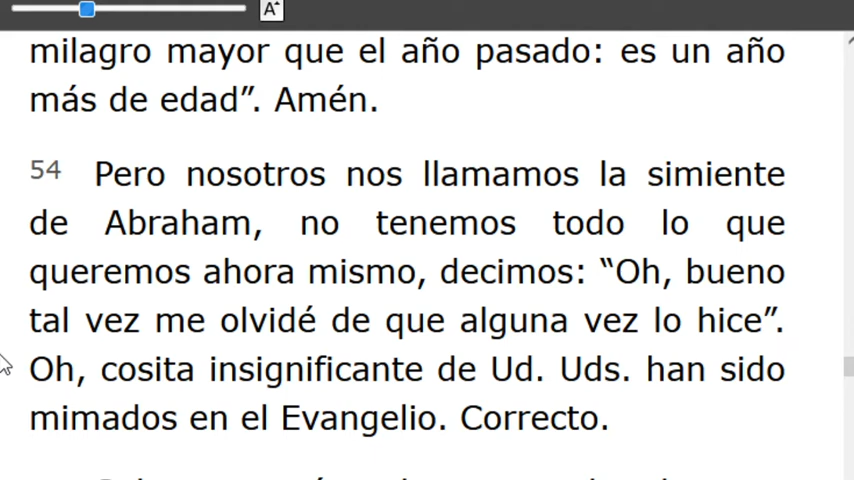 A
milagro mayor que el año pasado: es un año
más de edad”. Amén.
54 Pero nosotros nos llamamos la simiente
de Abraham, no tenemos todo lo que
queremos ahora mismo, decimos: “Oh, bueno
tal vez me olvidé de que alguna vez lo hice”.
Oh, cosita insignificante de Ud. Uds. han sido
mimados en el Evangelio. Correcto.